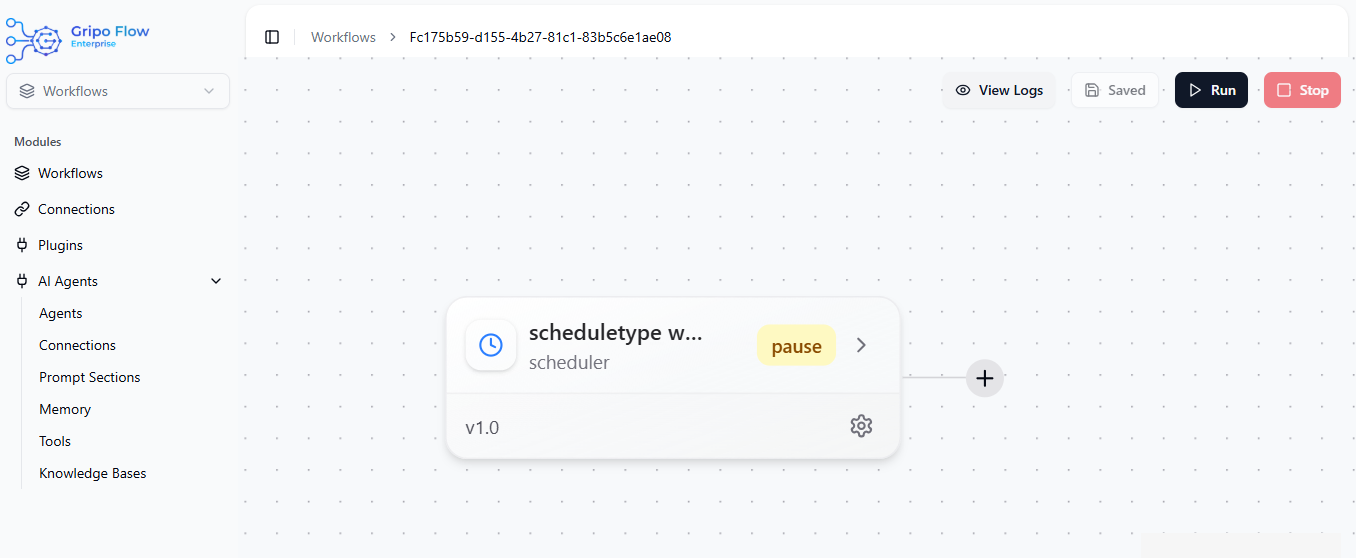 Gripo Flow
Enterprise
Workflows
Modules
Workflows
Connections
Plugins
AI Agents
Agents
Connections
Prompt Sections
Memory
Tools
Knowledge Bases
Workflows > Fc175b59-d155-4b27-81c1-83b5c6e1ae08
View Logs
Saved
Run
Stop
scheduletype w...
scheduler
pause
v1.0